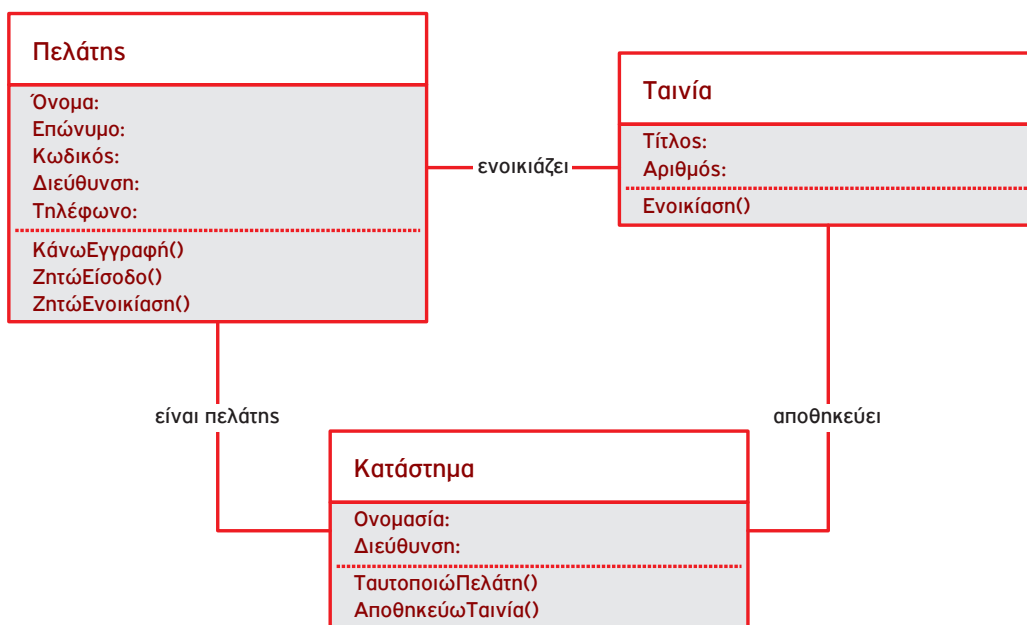 Πελάτης
Όνομα:
Επώνυμο:
Κωδικός:
Διεύθυνση:
Τηλέφωνο:
ΚάνωΕγγραφή()
ΖητώΕίσοδο()
ΖητώΕνοικίαση()
ενοικιάζει
Ταινία
Τίτλος:
Αριθμός:
Ενοικίαση()
είναι πελάτης
αποθηκεύει
Κατάστημα
Ονομασία:
Διεύθυνση:
ΤαυτοποιώΠελάτη()
ΑποθηκεύωΤαινία()